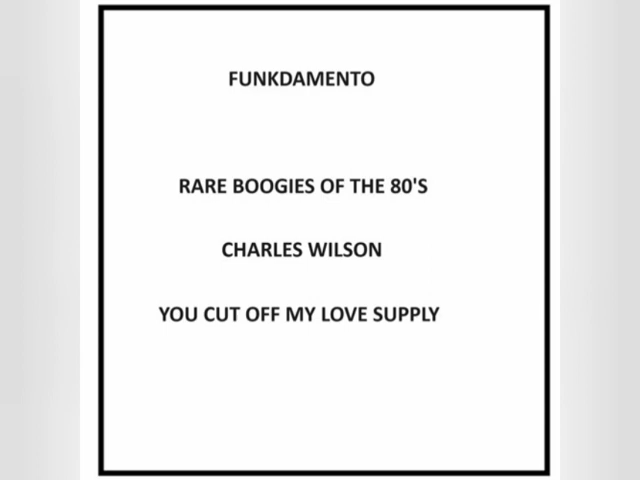 FUNKDAMENTO
RARE BOOGIES OF THE 80'S
CHARLES WILSON
YOU CUT OFF MY LOVE SUPPLY